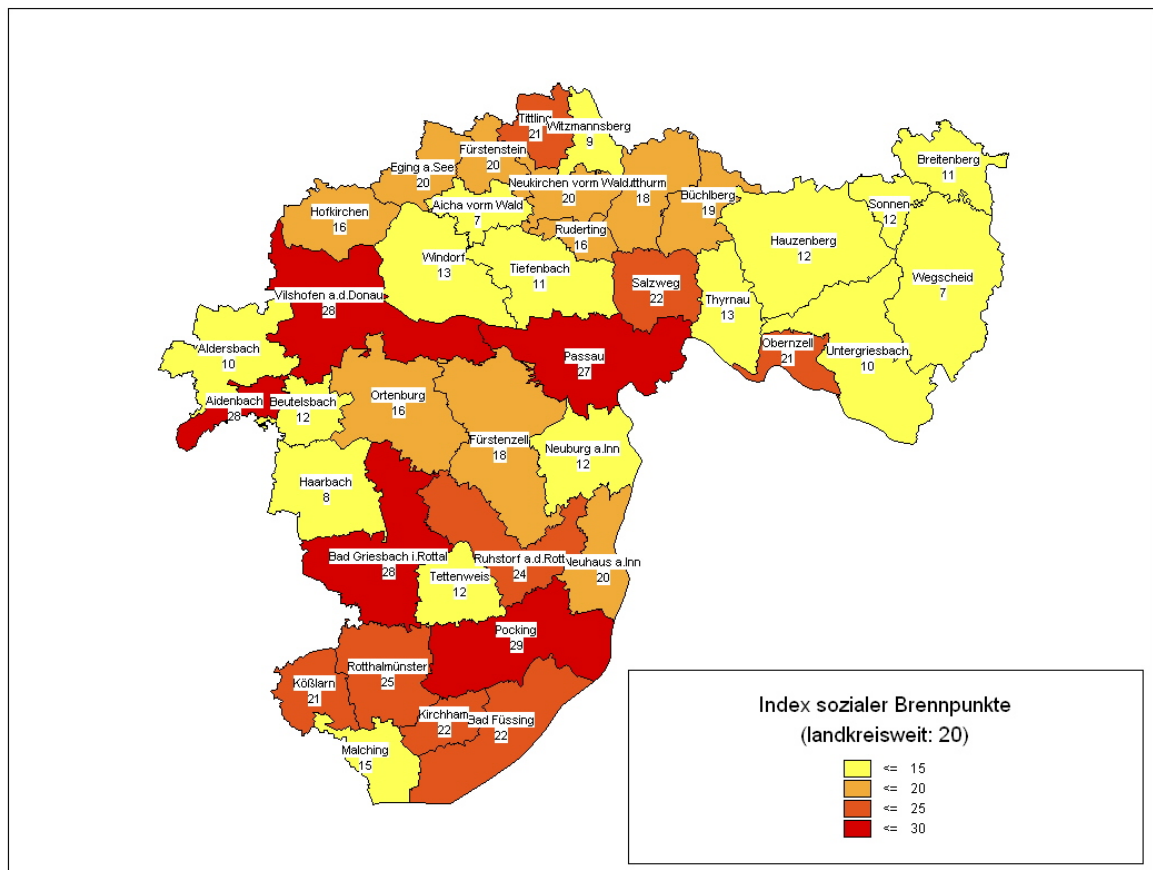 Tittling
21
Witzmannsberg
9
Fürstenstein
20
Eging a.See
20
Neukirchen vorm Wald
20
utthurm
18
Büchlberg
19
Breitenberg
11
Sonnen
12
Aicha vorm Wald
7
Hofkirchen
16
Ruderting
16
Hauzenberg
12
Windorf
13
Tiefenbach
11
Salzweg
22
Wegscheid
7
Vilshofen a.d.Donau
28
Thyrnau
13
Obernzell
21
Untergriesbach
10
Aldersbach
10
Passau
27
Aidenbach
28
Beutelsbach
12
Ortenburg
16
Fürstenzell
18
Neuburg a.Inn
12
Haarbach
8
Bad Griesbach i.Rottal
28
Ruhstorf a.d.Rott
24
Neuhaus a.Inn
20
Tettenweis
12
Pocking
29
Rotthalmünster
25
Kößlarn
21
Kirchham
22
Bad Füssing
22
Malching
15
Index sozialer Brennpunkte
(landkreisweit: 20)
<= 15
<= 20
<= 25
<= 30